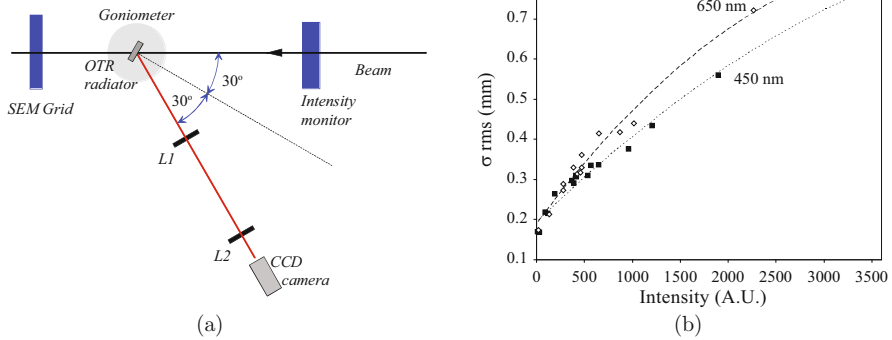 Goniometer
OTR
radiator
30°
30°
Beam
SEM Grid
Intensity
monitor
L1
L2
CCD
camera
(a)
0.7
0.6
0.5
0.4
0.3
0.2
0.1
σ rms (mm)
650 nm
450 nm
0 500 1000 1500 2000 2500 3000 3500
Intensity (A.U.)
(b)